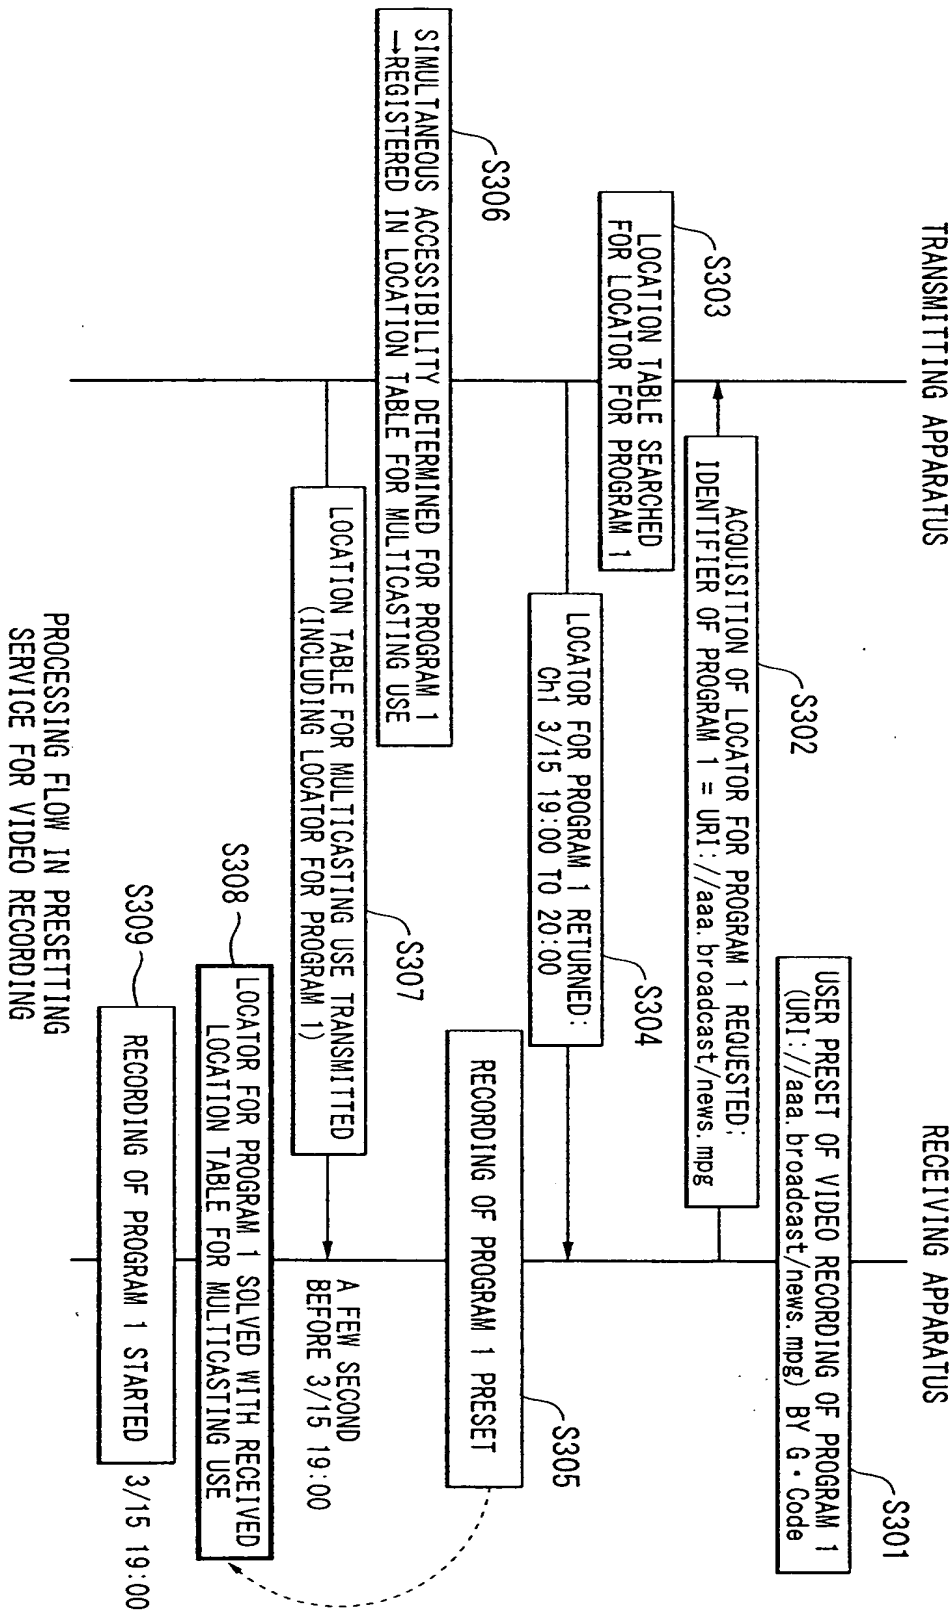 TRANSMITTING APPARATUS
RECEIVING APPARATUS
S301
USER PRESET OF VIDEO RECORDING OF PROGRAM 1
(URI://aaa.broadcast/news.mpg) BY G・Code
S302
ACQUISITION OF LOCATOR FOR PROGRAM 1 REQUESTED:
IDENTIFIER OF PROGRAM 1 = URI://aaa.broadcast/news.mpg
S303
LOCATION TABLE SEARCHED
FOR LOCATOR FOR PROGRAM 1
S304
LOCATOR FOR PROGRAM 1 RETURNED:
Ch1 3/15 19:00 TO 20:00
S305
RECORDING OF PROGRAM 1 PRESET
S306
SIMULTANEOUS ACCESSIBILITY DETERMINED FOR PROGRAM 1
→REGISTERED IN LOCATION TABLE FOR MULTICASTING USE
S307
LOCATION TABLE FOR MULTICASTING USE TRANSMITTED
(INCLUDING LOCATOR FOR PROGRAM 1)
A FEW SECOND
BEFORE 3/15 19:00
S308
LOCATOR FOR PROGRAM 1 SOLVED WITH RECEIVED
LOCATION TABLE FOR MULTICASTING USE
S309
RECORDING OF PROGRAM 1 STARTED
3/15 19:00
PROCESSING FLOW IN PRESETTING
SERVICE FOR VIDEO RECORDING